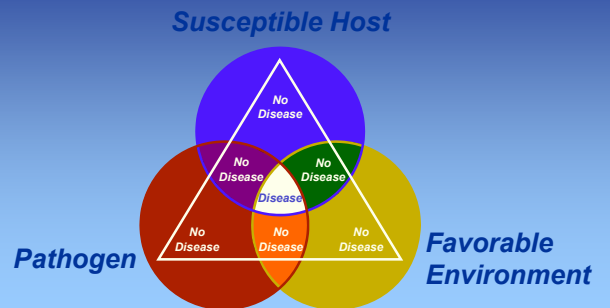 Susceptible Host
No
Disease
No
Disease
No
Disease
Disease
No
Disease
No
Disease
No
Disease
Pathogen
Favorable
Environment